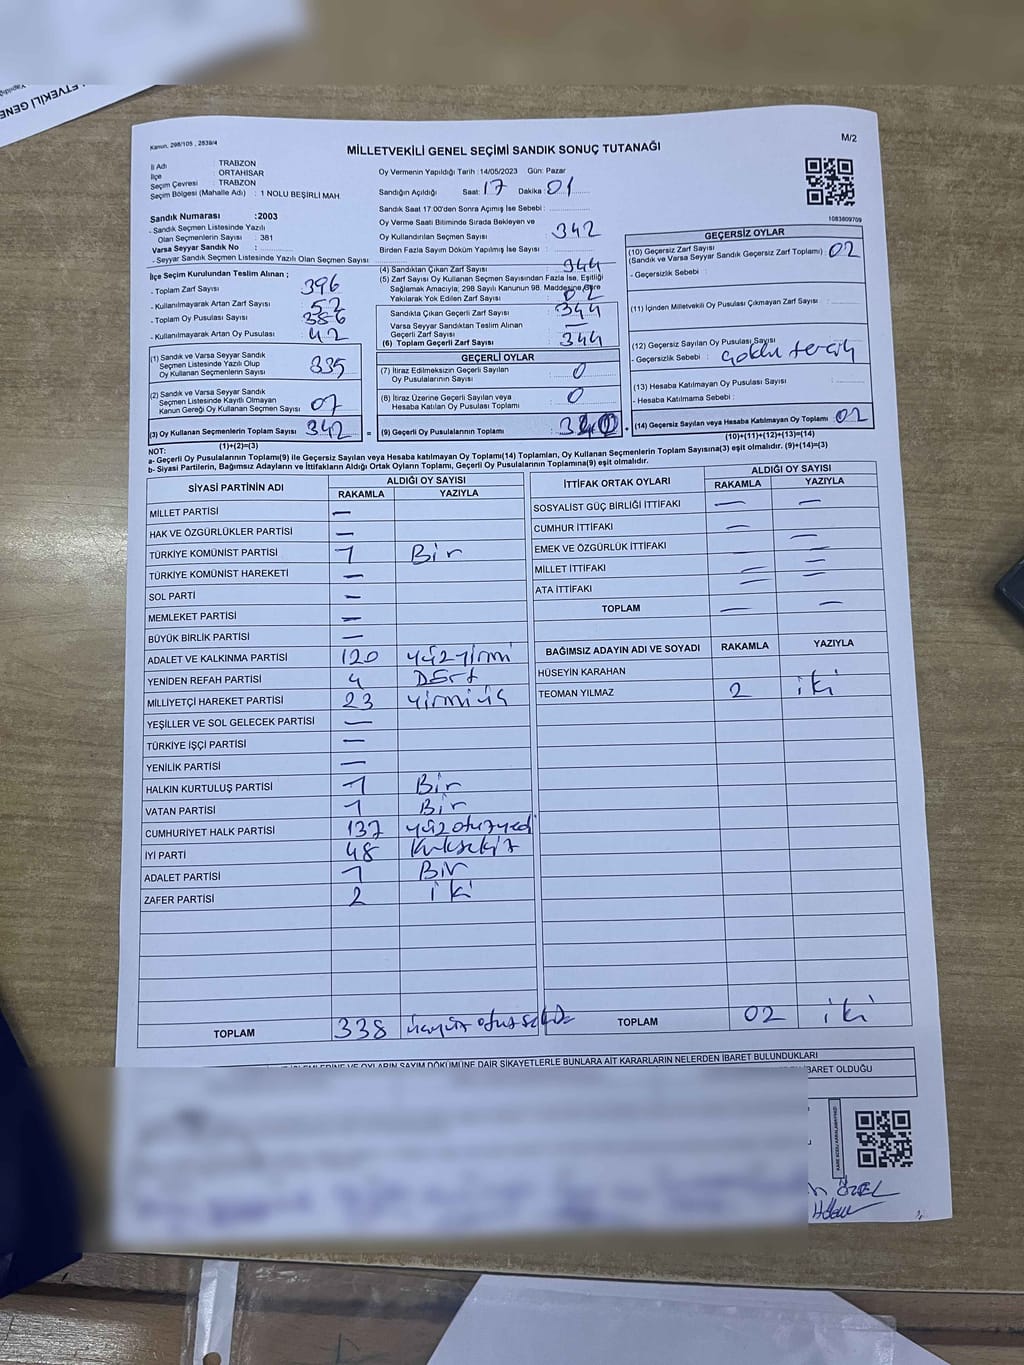 ETVEKİLİ GENE
Kanun. 298/105 , 2839/4
M/2
MİLLETVEKİLİ GENEL SEÇİMİ SANDIK SONUÇ TUTANAĞI
İl Adı : TRABZON
İlçe : ORTAHİSAR
Seçim Çevresi : TRABZON
Seçim Bölgesi (Mahalle Adı) : 1 NOLU BEŞİRLİ MAH
Sandık Numarası :2003
- Sandık Seçmen Listesinde Yazılı
Olan Seçmenlerin Sayısı : 381
Varsa Seyyar Sandık No :
- Seyyar Sandık Seçmen Listesinde Yazılı Olan Seçmen Sayısı
Oy Vermenin Yapıldığı Tarih :14/05/2023 Gün: Pazar
Sandığın Açıldığı Saat: 17 Dakika: 01
Sandık Saat 17:00'den Sonra Açılmış İse Sebebi :
Oy Verme Saati Bitiminde Sırada Bekleyen ve
Oy Kullandırılan Seçmen Sayısı : 342
Birden Fazla Sayım Döküm Yapılmış İse Sayısı :
1083609709
İlçe Seçim Kurulundan Teslim Alınan ;
- Toplam Zarf Sayısı : 396
- Kullanılmayarak Artan Zarf Sayısı : 52
- Toplam Oy Pusulası Sayısı : 386
- Kullanılmayarak Artan Oy Pusulası : 42
(1) Sandık ve Varsa Seyyar Sandık
Seçmen Listesinde Yazılı Olup
Oy Kullanan Seçmenlerin Sayısı : 335
(2) Sandık ve Varsa Seyyar Sandık
Seçmen Listesinde Kayıtlı Olmayan
Kanun Gereği Oy Kullanan Seçmen Sayısı : 07
(3) Oy Kullanan Seçmenlerin Toplam Sayısı : 342
(1)+(2)=(3)
(4) Sandıktan Çıkan Zarf Sayısı : 344
(5) Zarf Sayısı Oy Kullanan Seçmen Sayısından Fazla İse, Eşitliği
Sağlamak Amacıyla; 298 Sayılı Kanunun 98. Maddesine Göre
Yakılarak Yok Edilen Zarf Sayısı : 02
Sandıkta Çıkan Geçerli Zarf Sayısı : 344
Varsa Seyyar Sandıktan Teslim Alınan
Geçerli Zarf Sayısı : —
(6) Toplam Geçerli Zarf Sayısı : 344
GEÇERLİ OYLAR
(7) İtiraz Edilmeksizin Geçerli Sayılan
Oy Pusulalarının Sayısı : 0
(8) İtiraz Üzerine Geçerli Sayılan veya
Hesaba Katılan Oy Pusulası Toplamı : 0
= (9) Geçerli Oy Pusulalarının Toplamı : 340 +
GEÇERSİZ OYLAR
(10) Geçersiz Zarf Sayısı
(Sandık ve Varsa Seyyar Sandık Geçersiz Zarf Toplamı) : 02
- Geçersizlik Sebebi :
(11) İçinden Milletvekili Oy Pusulası Çıkmayan Zarf Sayısı :
(12) Geçersiz Sayılan Oy Pusulası Sayısı :
- Geçersizlik Sebebi : çoklu tercih
(13) Hesaba Katılmayan Oy Pusulası Sayısı :
- Hesaba Katılmama Sebebi :
(14) Geçersiz Sayılan veya Hesaba Katılmayan Oy Toplamı : 02
(10)+(11)+(12)+(13)=(14)
NOT:
a- Geçerli Oy Pusulalarının Toplamı(9) ile Geçersiz Sayılan veya Hesaba katılmayan Oy Toplamı(14) Toplamları, Oy Kullanan Seçmenlerin Toplam Sayısına(3) eşit olmalıdır. (9)+(14)=(3)
b- Siyasi Partilerin, Bağımsız Adayların ve İttifakların Aldığı Ortak Oyların Toplamı, Geçerli Oy Pusulalarının Toplamına(9) eşit olmalıdır.
SİYASİ PARTİNİN ADI ALDIĞI OY SAYISI
RAKAMLA YAZIYLA
MİLLET PARTİSİ —
HAK VE ÖZGÜRLÜKLER PARTİSİ —
TÜRKİYE KOMÜNİST PARTİSİ 1 Bir
TÜRKİYE KOMÜNİST HAREKETİ —
SOL PARTİ —
MEMLEKET PARTİSİ —
BÜYÜK BİRLİK PARTİSİ —
ADALET VE KALKINMA PARTİSİ 120 yüzyirmi
YENİDEN REFAH PARTİSİ 4 Dört
MİLLİYETÇİ HAREKET PARTİSİ 23 yirmiüç
YEŞİLLER VE SOL GELECEK PARTİSİ —
TÜRKİYE İŞÇİ PARTİSİ —
YENİLİK PARTİSİ —
HALKIN KURTULUŞ PARTİSİ 1 Bir
VATAN PARTİSİ 1 Bir
CUMHURİYET HALK PARTİSİ 137 yüzotuzyedi
İYİ PARTİ 48 Kırksekiz
ADALET PARTİSİ 1 Bir
ZAFER PARTİSİ 2 iki
TOPLAM 338 üçyüz otuzsekiz
İTTİFAK ORTAK OYLARI ALDIĞI OY SAYISI
RAKAMLA YAZIYLA
SOSYALİST GÜÇ BİRLİĞİ İTTİFAKI — —
CUMHUR İTTİFAKI — —
EMEK VE ÖZGÜRLÜK İTTİFAKI — —
MİLLET İTTİFAKI — —
ATA İTTİFAKI — —
TOPLAM — —
BAĞIMSIZ ADAYIN ADI VE SOYADI RAKAMLA YAZIYLA
HÜSEYİN KARAHAN
TEOMAN YILMAZ 2 iki
TOPLAM 02 iki
İŞLEMLERİNE VE OYLARIN SAYIM DÖKÜMÜNE DAİR ŞİKAYETLERLE BUNLARA AİT KARARLARIN NELERDEN İBARET BULUNDUKLARI
İBARET OLDUĞU
KARE KODU KARALAMAYINIZ!
ÖZEL